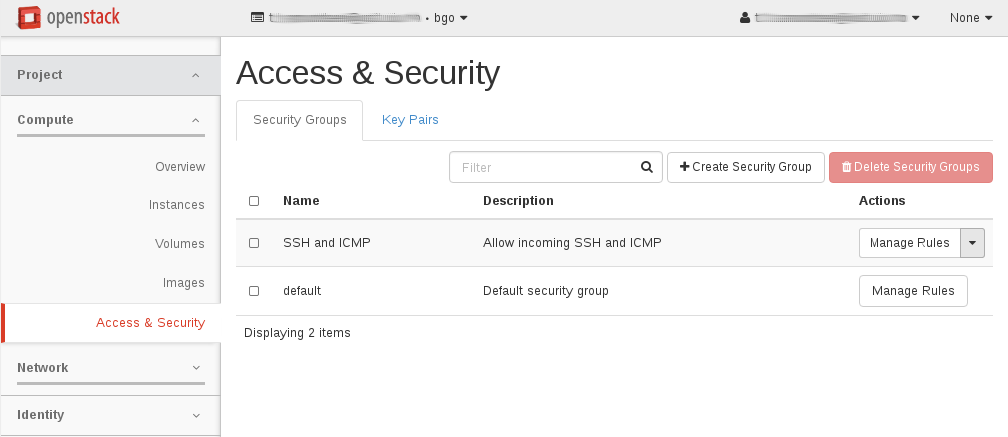 openstack
• bgo
None
Project
Compute
Overview
Instances
Volumes
Images
Access & Security
Network
Identity
Access & Security
Security Groups
Key Pairs
Filter
Create Security Group
Delete Security Groups
Name Description Actions
SSH and ICMP Allow incoming SSH and ICMP Manage Rules
default Default security group Manage Rules
Displaying 2 items